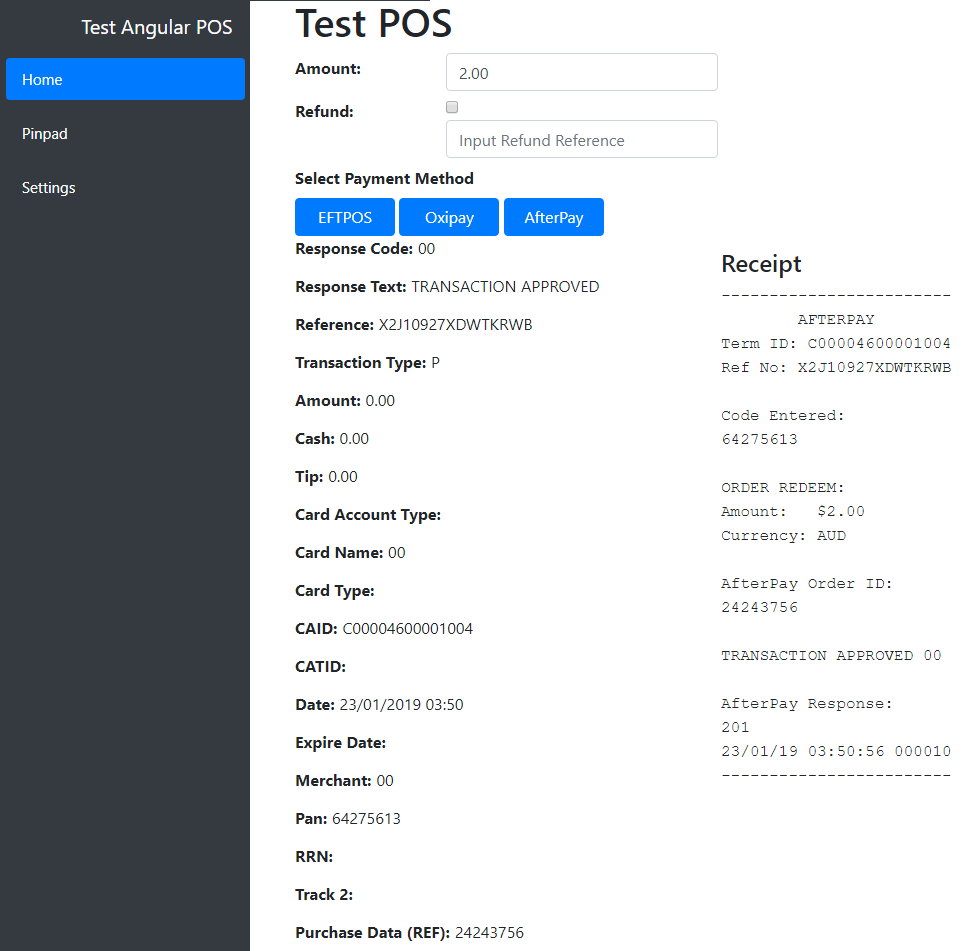 Test Angular POS
Home
Pinpad
Settings
Test POS
Amount:
2.00
Refund:
Input Refund Reference
Select Payment Method
EFTPOS Oxipay AfterPay
Response Code: 00
Response Text: TRANSACTION APPROVED
Reference: X2J10927XDWTKRWB
Transaction Type: P
Amount: 0.00
Cash: 0.00
Tip: 0.00
Card Account Type:
Card Name: 00
Card Type:
CAID: C00004600001004
CATID:
Date: 23/01/2019 03:50
Expire Date:
Merchant: 00
Pan: 64275613
RRN:
Track 2:
Purchase Data (REF): 24243756
Receipt
------------------------
AFTERPAY
Term ID: C00004600001004
Ref No: X2J10927XDWTKRWB
Code Entered:
64275613
ORDER REDEEM:
Amount: $2.00
Currency: AUD
AfterPay Order ID:
24243756
TRANSACTION APPROVED 00
AfterPay Response:
201
23/01/19 03:50:56 000010
------------------------